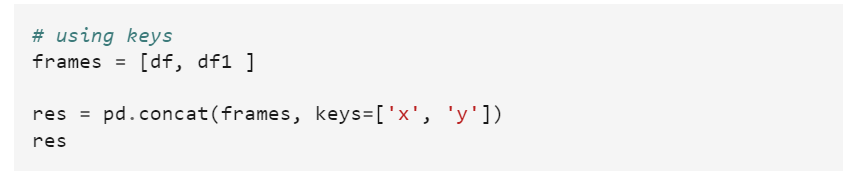 # using keys
frames = [df, df1 ]
res = pd.concat(frames, keys=['x', 'y'])
res